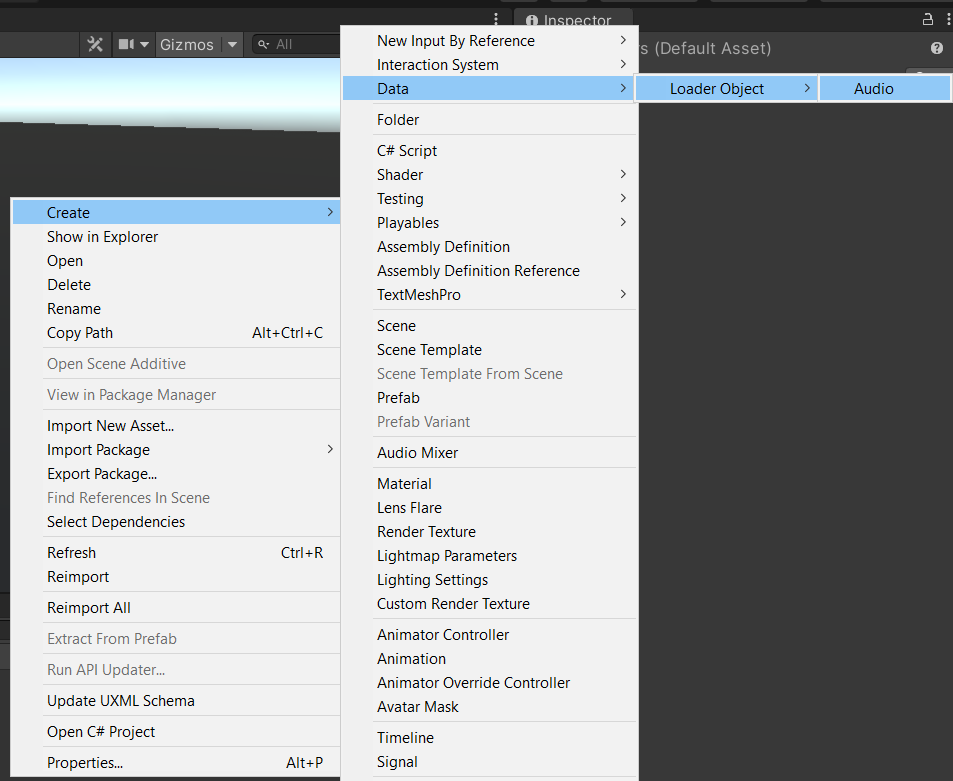 Inspector
Gizmos
All
(Default Asset)
Create
Show in Explorer
Open
Delete
Rename
Copy Path Alt+Ctrl+C
Open Scene Additive
View in Package Manager
Import New Asset...
Import Package
Export Package...
Find References In Scene
Select Dependencies
Refresh Ctrl+R
Reimport
Reimport All
Extract From Prefab
Run API Updater...
Update UXML Schema
Open C# Project
Properties... Alt+P
New Input By Reference
Interaction System
Data
Folder
C# Script
Shader
Testing
Playables
Assembly Definition
Assembly Definition Reference
TextMeshPro
Scene
Scene Template
Scene Template From Scene
Prefab
Prefab Variant
Audio Mixer
Material
Lens Flare
Render Texture
Lightmap Parameters
Lighting Settings
Custom Render Texture
Animator Controller
Animation
Animator Override Controller
Avatar Mask
Timeline
Signal
Loader Object
Audio